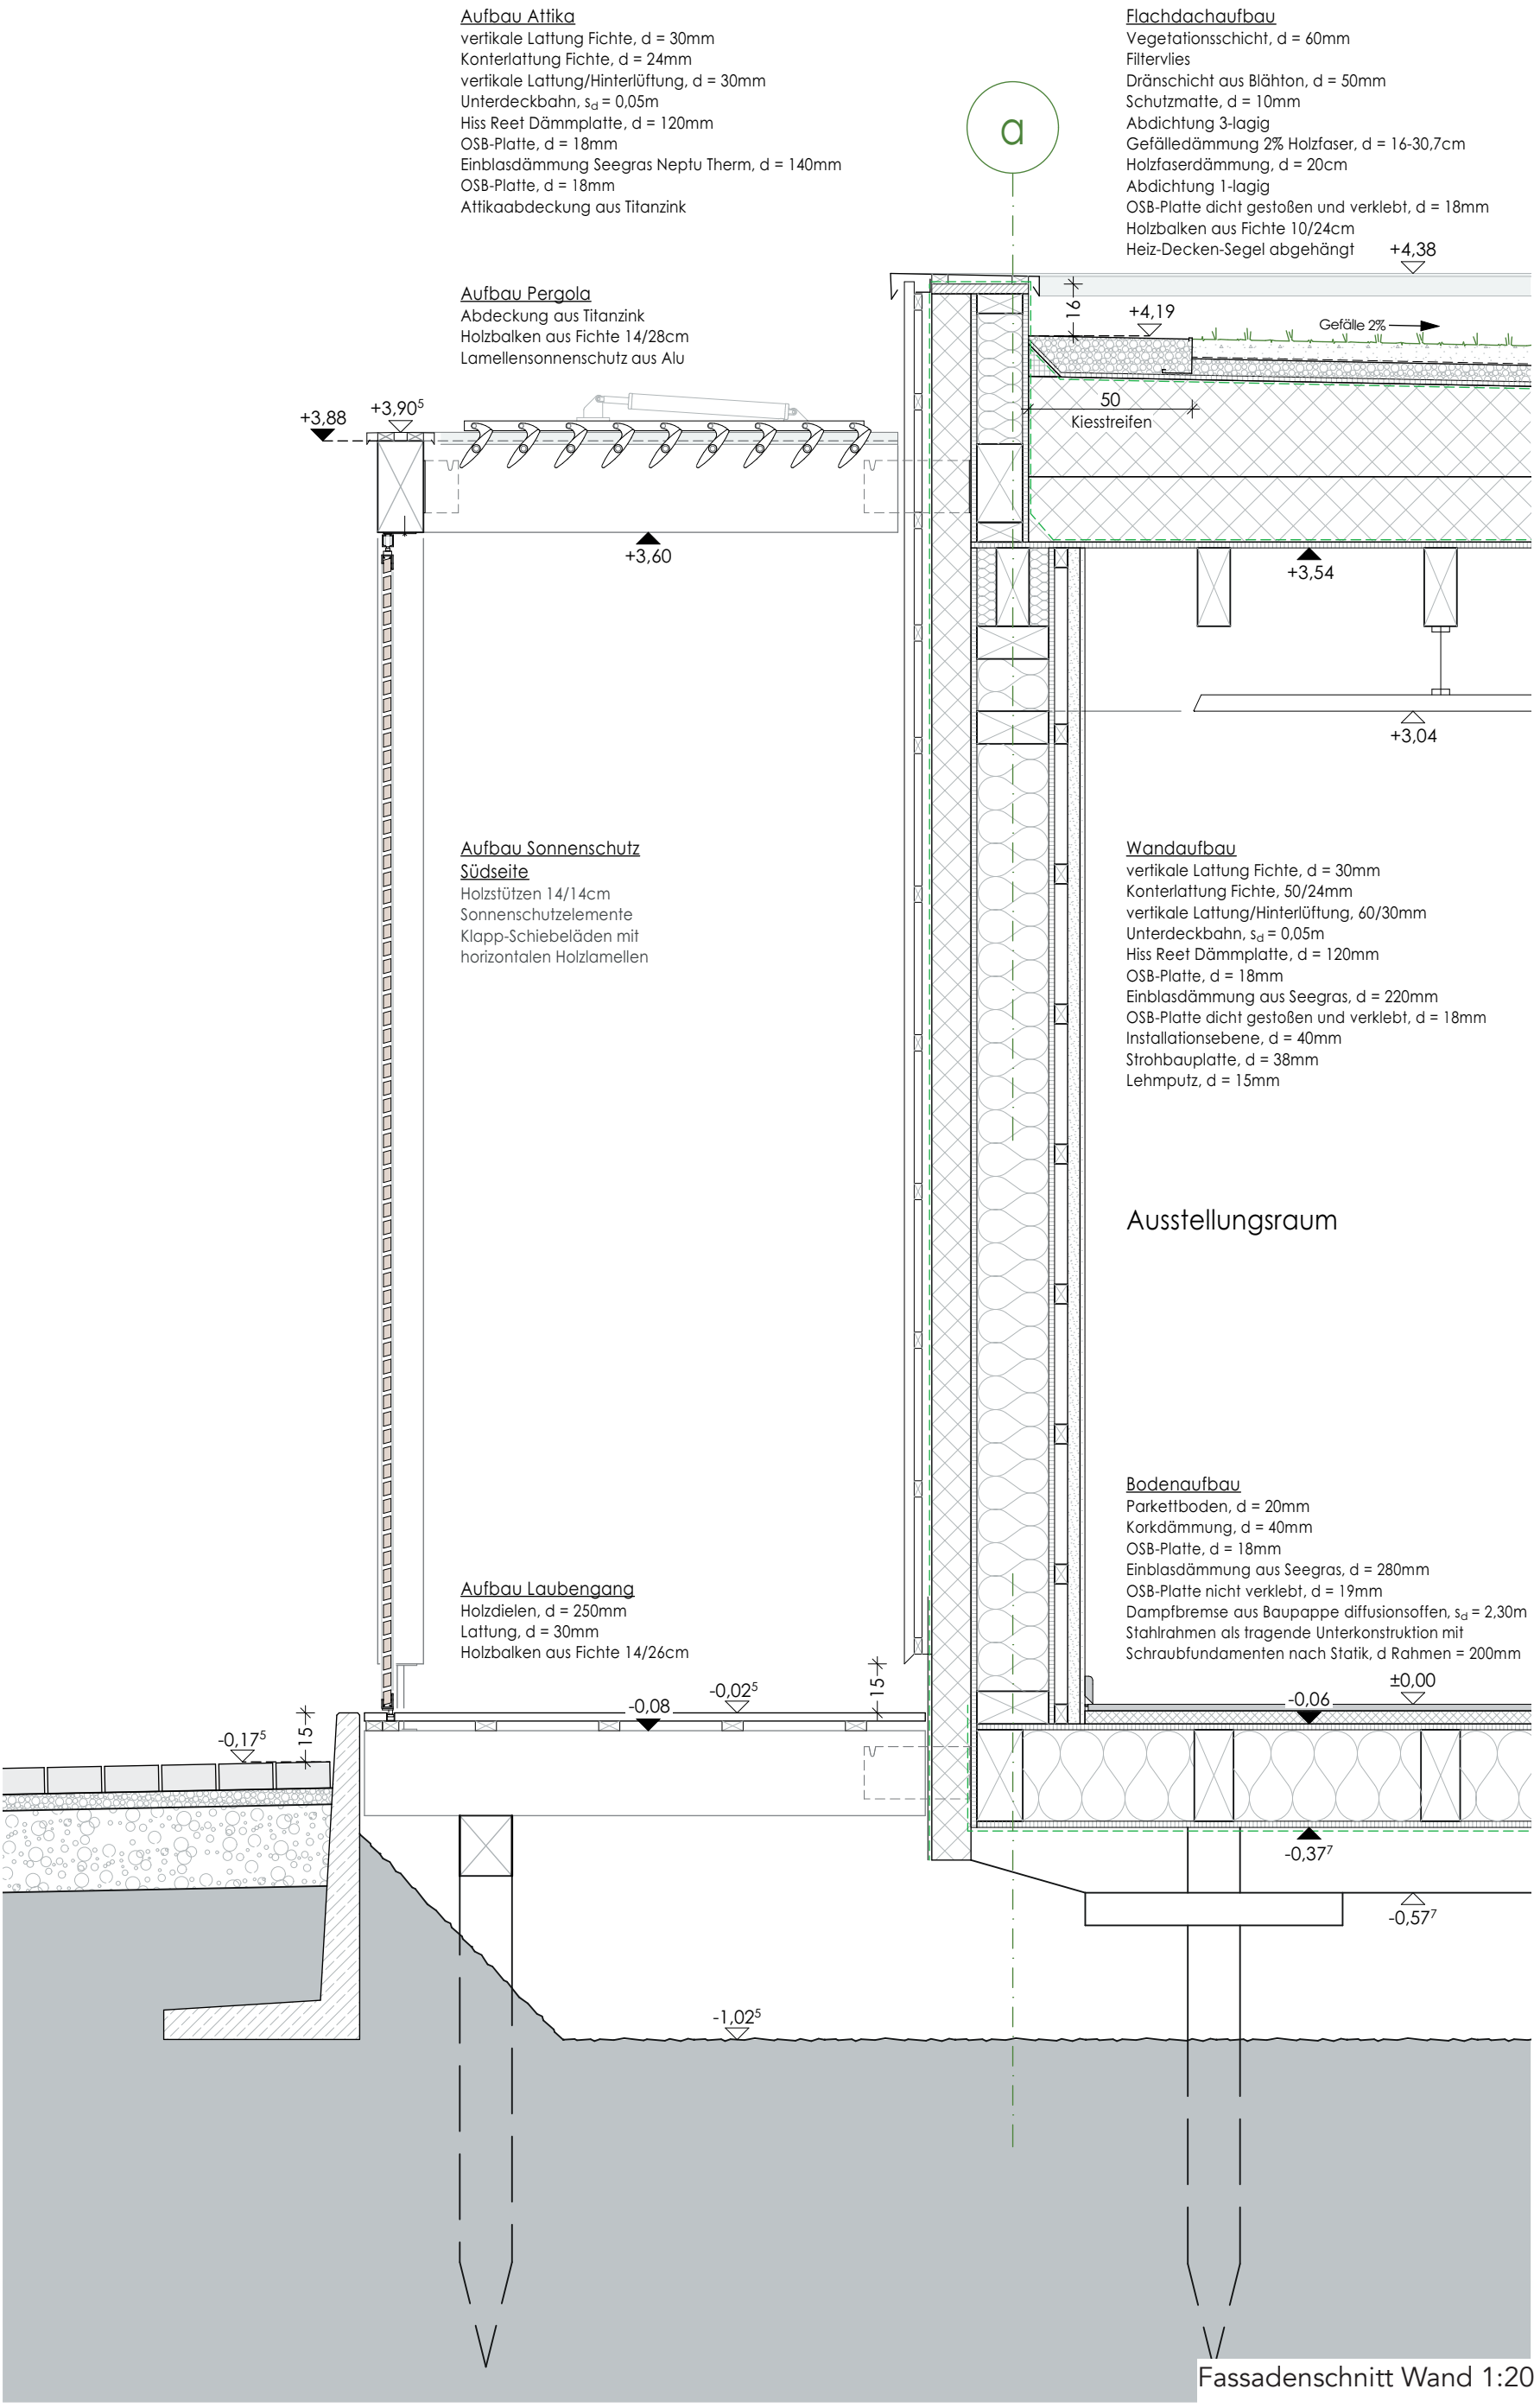 Aufbau Attika
vertikale Lattung Fichte, d = 30mm
Konterlattung Fichte, d = 24mm
vertikale Lattung/Hinterlüftung, d = 30mm
Unterdeckbahn, sd = 0,05m
Hiss Reet Dämmplatte, d = 120mm
OSB-Platte, d = 18mm
Einblasdämmung Seegras Neptu Therm, d = 140mm
OSB-Platte, d = 18mm
Attikaabdeckung aus Titanzink
a
Flachdachaufbau
Vegetationsschicht, d = 60mm
Filtervlies
Dränschicht aus Blähton, d = 50mm
Schutzmatte, d = 10mm
Abdichtung 3-lagig
Gefälledämmung 2% Holzfaser, d = 16-30,7cm
Holzfaserdämmung, d = 20cm
Abdichtung 1-lagig
OSB-Platte dicht gestoßen und verklebt, d = 18mm
Holzbalken aus Fichte 10/24cm
Heiz-Decken-Segel abgehängt
+4,38
Aufbau Pergola
Abdeckung aus Titanzink
Holzbalken aus Fichte 14/28cm
Lamellensonnenschutz aus Alu
16
+4,19
Gefälle 2%
50
Kiesstreifen
+3,88
+3,90⁵
+3,60
+3,54
+3,04
Aufbau Sonnenschutz
Südseite
Holzstützen 14/14cm
Sonnenschutzelemente
Klapp-Schiebeläden mit
horizontalen Holzlamellen
Wandaufbau
vertikale Lattung Fichte, d = 30mm
Konterlattung Fichte, 50/24mm
vertikale Lattung/Hinterlüftung, 60/30mm
Unterdeckbahn, sd = 0,05m
Hiss Reet Dämmplatte, d = 120mm
OSB-Platte, d = 18mm
Einblasdämmung aus Seegras, d = 220mm
OSB-Platte dicht gestoßen und verklebt, d = 18mm
Installationsebene, d = 40mm
Strohbauplatte, d = 38mm
Lehmputz, d = 15mm
Ausstellungsraum
Bodenaufbau
Parkettboden, d = 20mm
Korkdämmung, d = 40mm
OSB-Platte, d = 18mm
Einblasdämmung aus Seegras, d = 280mm
OSB-Platte nicht verklebt, d = 19mm
Dampfbremse aus Baupappe diffusionsoffen, sd = 2,30m
Stahlrahmen als tragende Unterkonstruktion mit
Schraubfundamenten nach Statik, d Rahmen = 200mm
Aufbau Laubengang
Holzdielen, d = 250mm
Lattung, d = 30mm
Holzbalken aus Fichte 14/26cm
15
±0,00
-0,02⁵
-0,08
-0,06
15
-0,17⁵
-0,37⁷
-0,57⁷
-1,02⁵
Fassadenschnitt Wand 1:20